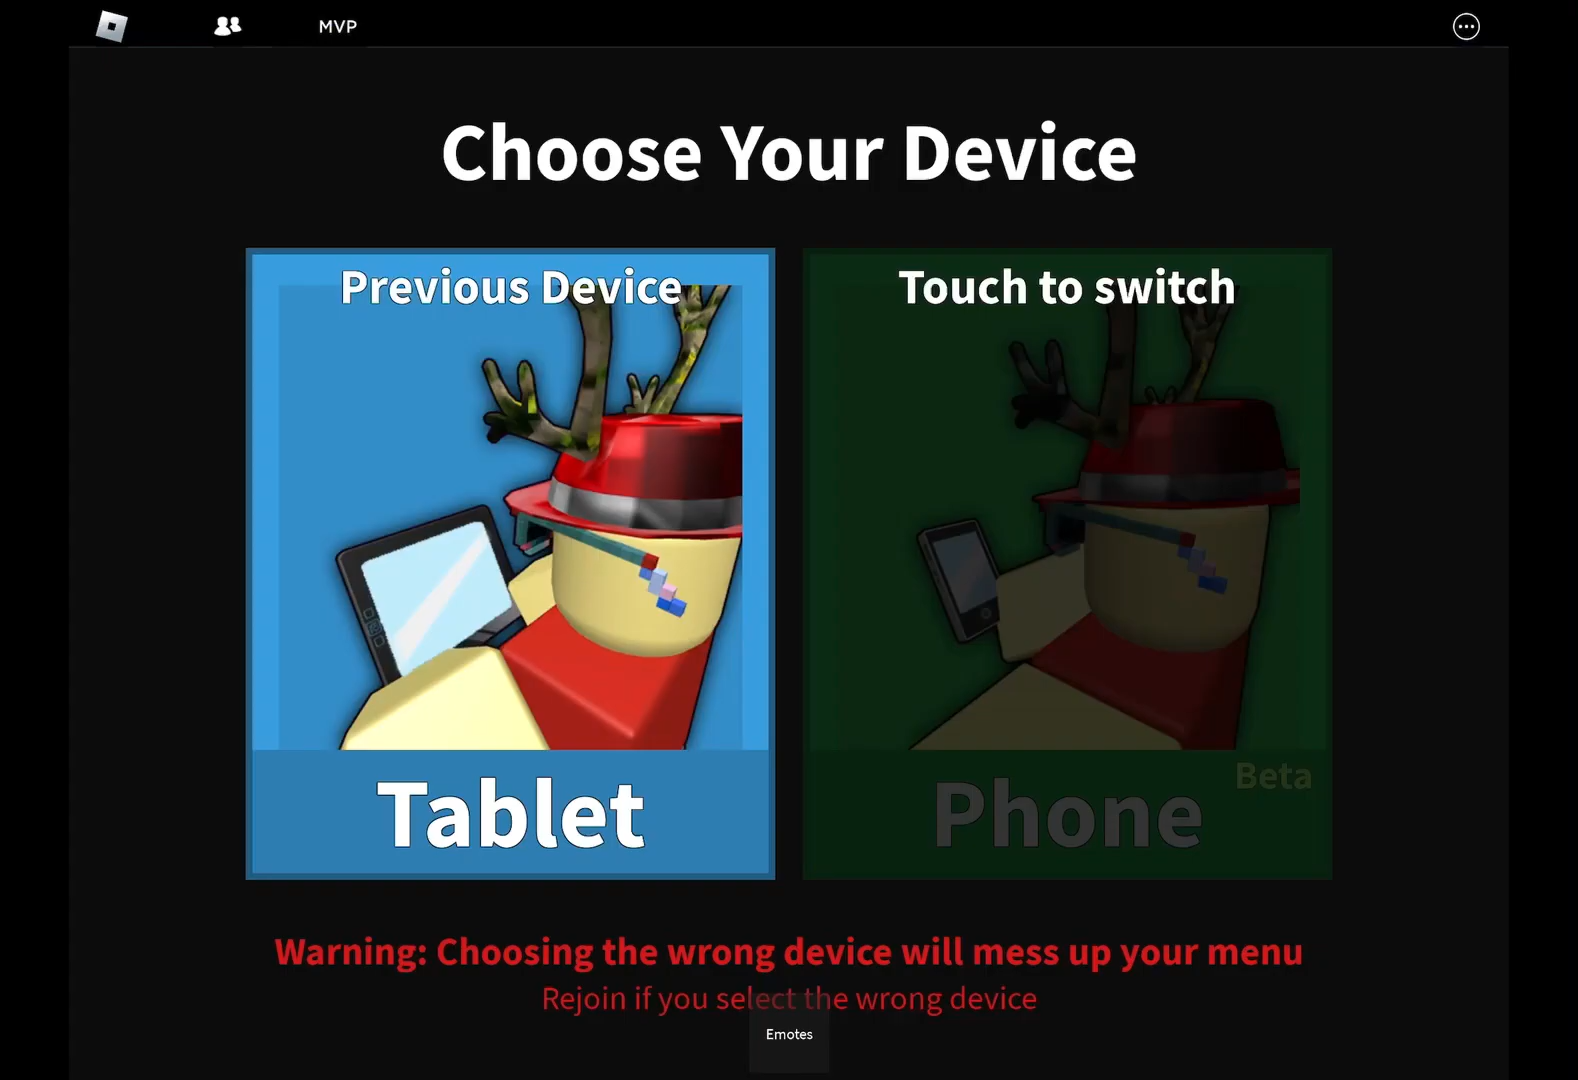 MVP
Choose Your Device
Previous Device
Touch to switch
Tablet
Beta
Phone
Warning: Choosing the wrong device will mess up your menu
Rejoin if you select the wrong device
Emotes